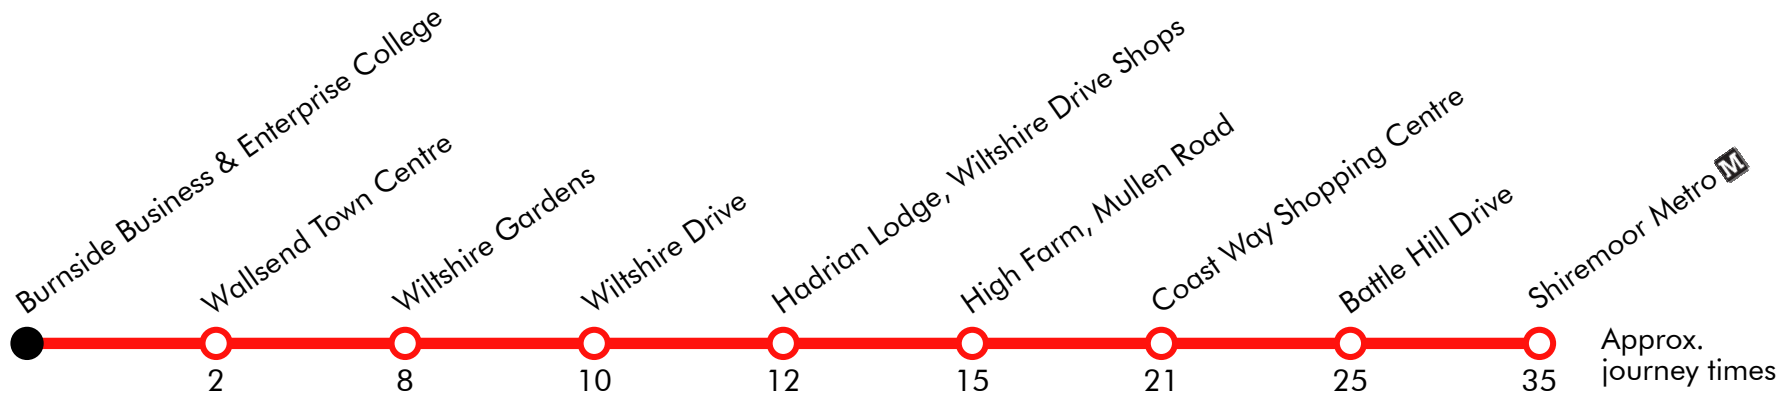 Burnside Business & Enterprise College
Wallsend Town Centre
Wiltshire Gardens
Wiltshire Drive
Hadrian Lodge, Wiltshire Drive Shops
High Farm, Mullen Road
Coast Way Shopping Centre
Battle Hill Drive
Shiremoor Metro M
2
8
10
12
15
21
25
35
Approx.
journey times